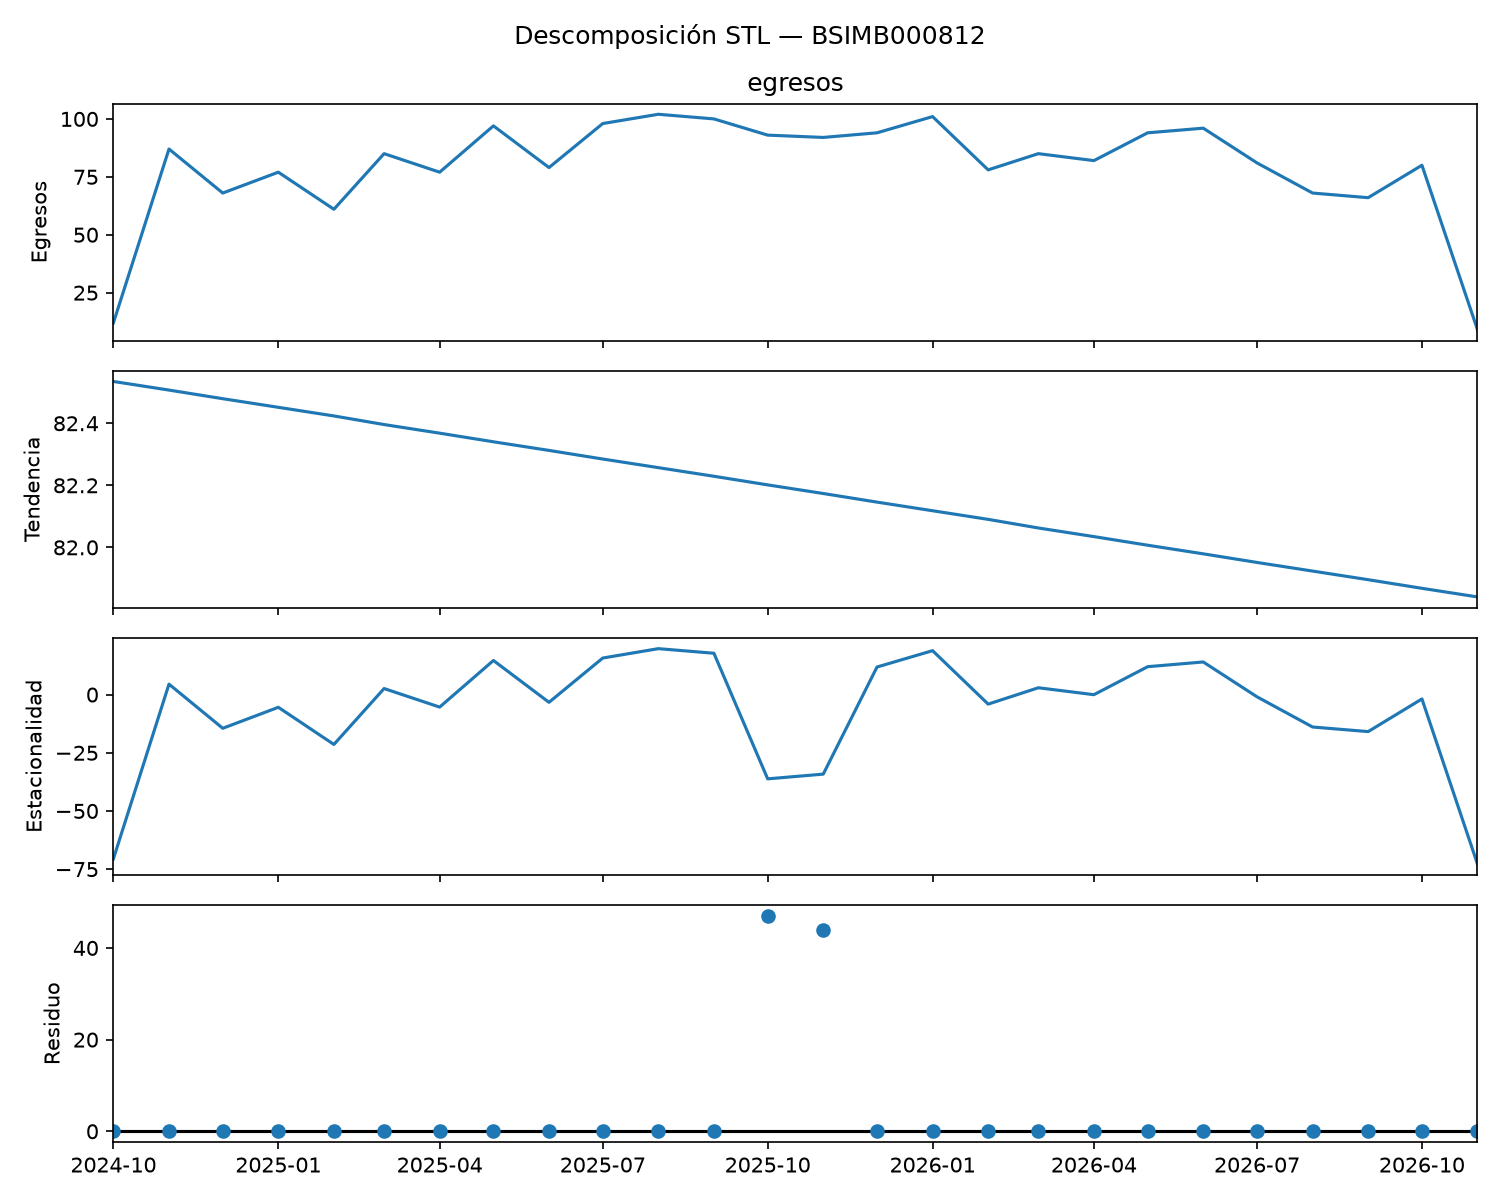 Descomposición STL — BSIMB000812
egresos
100
75
50
25
Egresos
82.4
82.2
82.0
Tendencia
0
−25
−50
−75
Estacionalidad
40
20
0
Residuo
2024-10 2025-01 2025-04 2025-07 2025-10 2026-01 2026-04 2026-07 2026-10